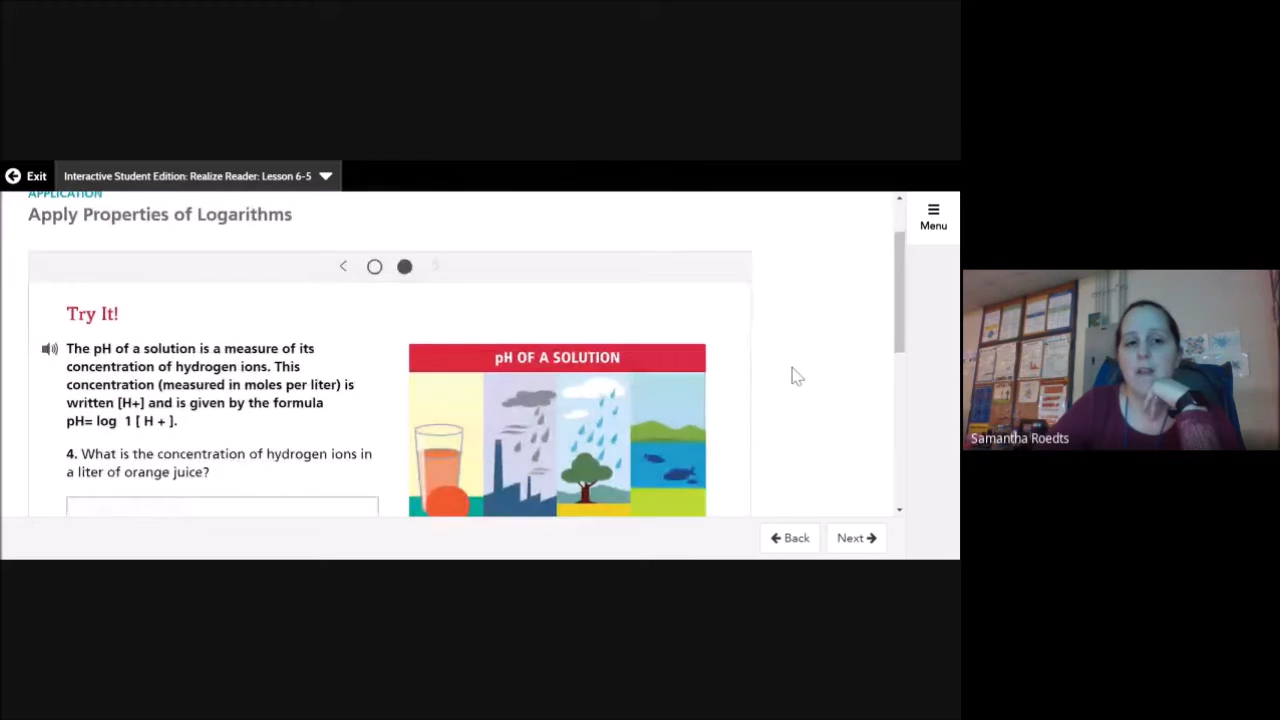 Exit
Interactive Student Edition: Realize Reader: Lesson 6-5
APPLICATION
Apply Properties of Logarithms
Menu
Try It!
The pH of a solution is a measure of its
concentration of hydrogen ions. This
concentration (measured in moles per liter) is
written [H+] and is given by the formula
pH= log 1 [ H + ].
4. What is the concentration of hydrogen ions in
a liter of orange juice?
pH OF A SOLUTION
Back
Next
Samantha Roedts